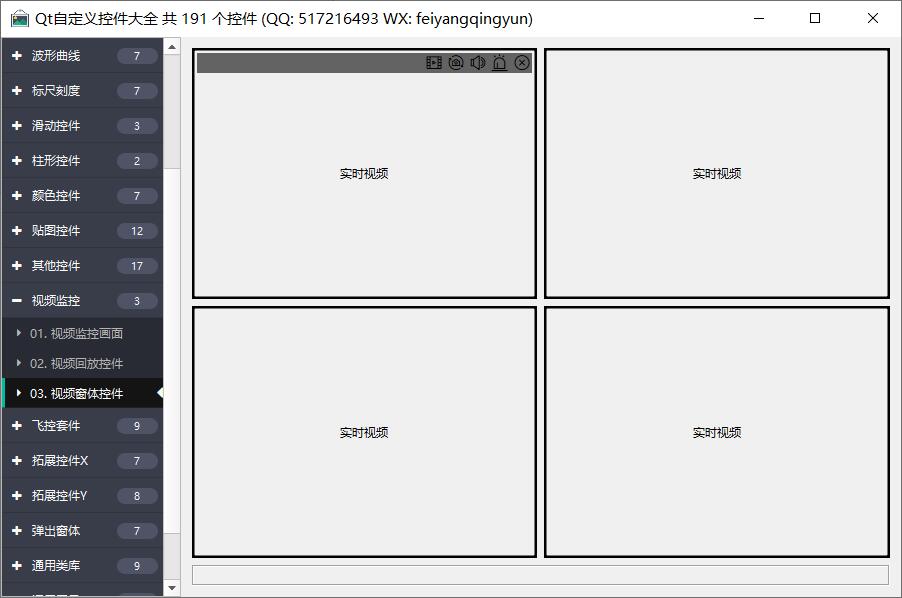 Qt自定义控件大全 共 191 个控件 (QQ: 517216493 WX: feiyangqingyun)
波形曲线 7
标尺刻度 7
滑动控件 3
柱形控件 2
颜色控件 7
贴图控件 12
其他控件 17
视频监控 3
01. 视频监控画面
02. 视频回放控件
03. 视频窗体控件
飞控套件 9
拓展控件X 7
拓展控件Y 8
弹出窗体 7
通用类库 9
实时视频 实时视频
实时视频 实时视频